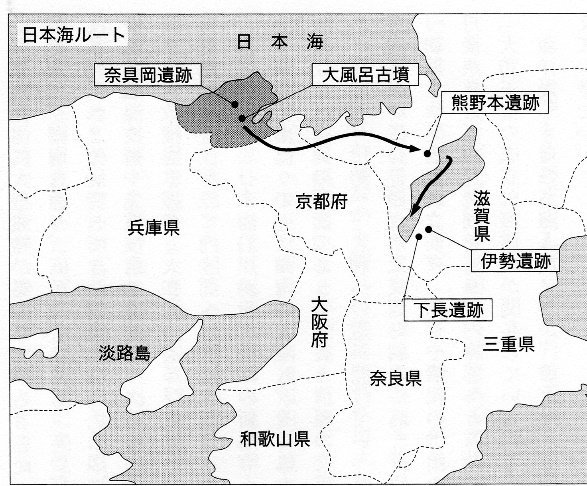 日本海ルート
日本海
奈具岡遺跡
大風呂古墳
熊野本遺跡
京都府
滋賀県
兵庫県
伊勢遺跡
下長遺跡
大阪府
三重県
淡路島
奈良県
和歌山県